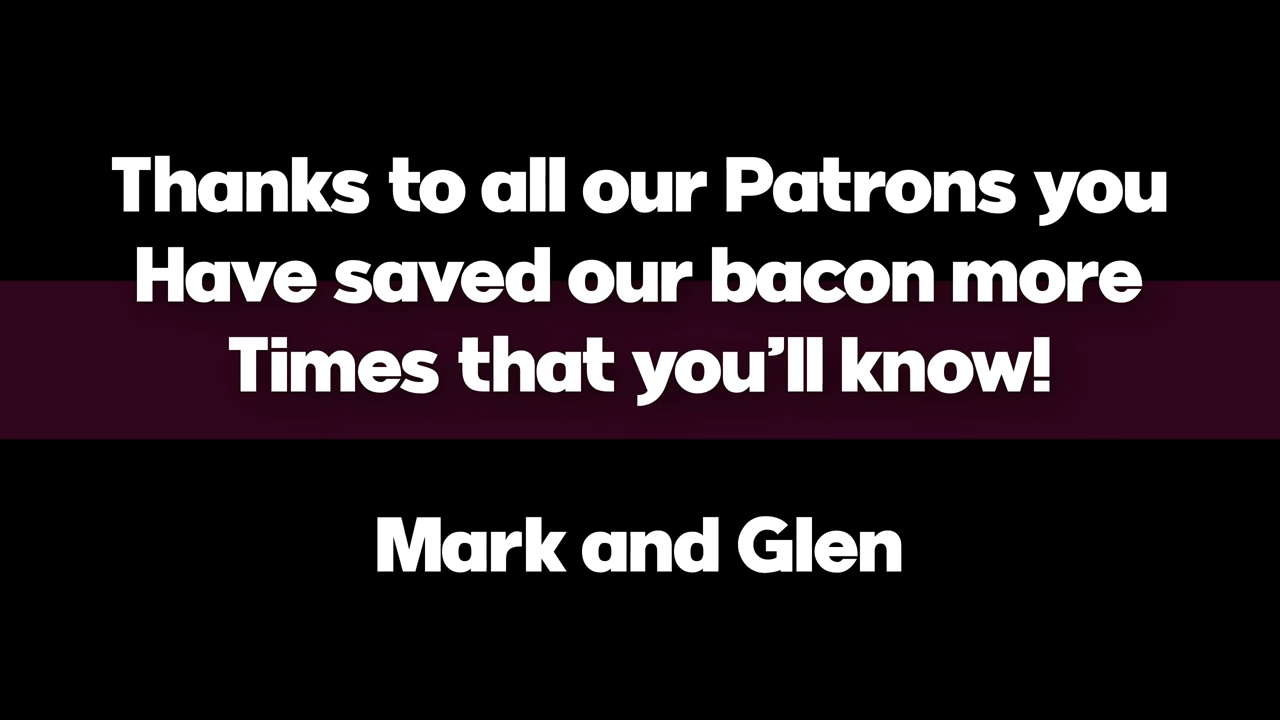 Thanks to all our Patrons you
Have saved our bacon more
Times that you’ll know!
Mark and Glen